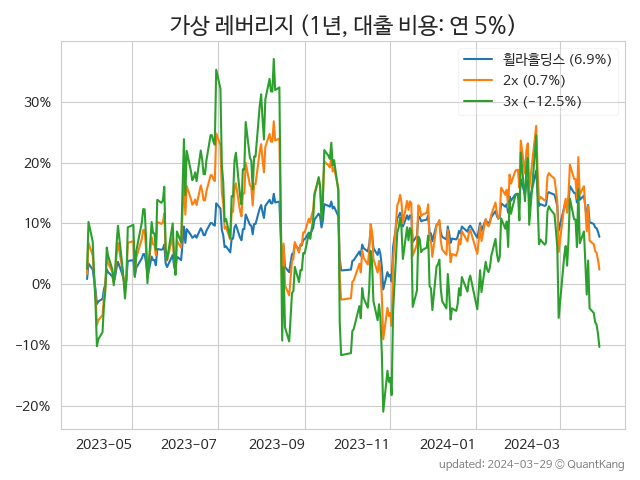 가상 레버리지 (1년, 대출 비용: 연 5%)
휠라홀딩스 (6.9%)
2x (0.7%)
3x (−12.5%)
30%
20%
10%
0%
−10%
−20%
2023-05
2023-07
2023-09
2023-11
2024-01
2024-03
updated: 2024-03-29 © QuantKang